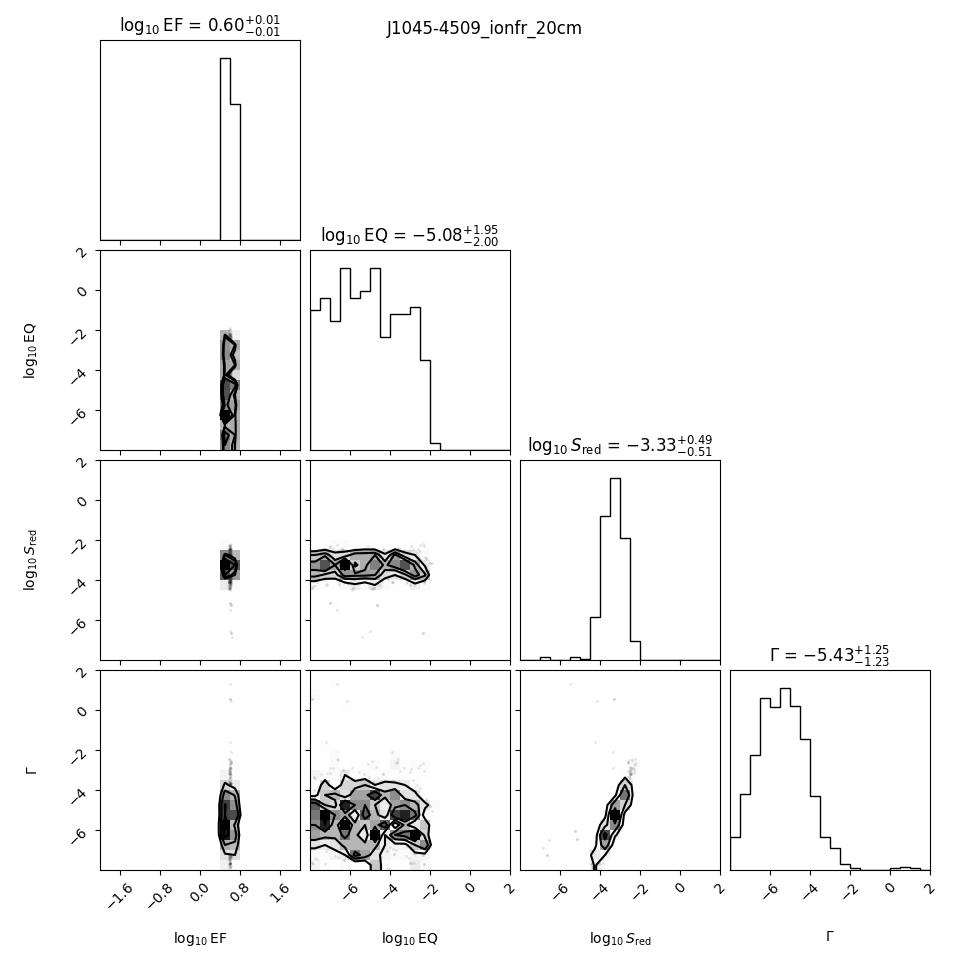 J1045-4509_ionfr_20cm
log₁₀ EF = 0.60⁺⁰·⁰¹₋₀.₀₁
log₁₀ EQ = −5.08⁺¹·⁹⁵₋₂.₀₀
log₁₀ S_red = −3.33⁺⁰·⁴⁹₋₀.₅₁
Γ = −5.43⁺¹·²⁵₋₁.₂₃
log₁₀ EQ
2
0
−2
−4
−6
log₁₀ S_red
2
0
−2
−4
−6
Γ
2
0
−2
−4
−6
−1.6 −0.8 0.0 0.8 1.6
−6 −4 −2 0 2
−6 −4 −2 0 2
−6 −4 −2 0 2
log₁₀ EF
log₁₀ EQ
log₁₀ S_red
Γ